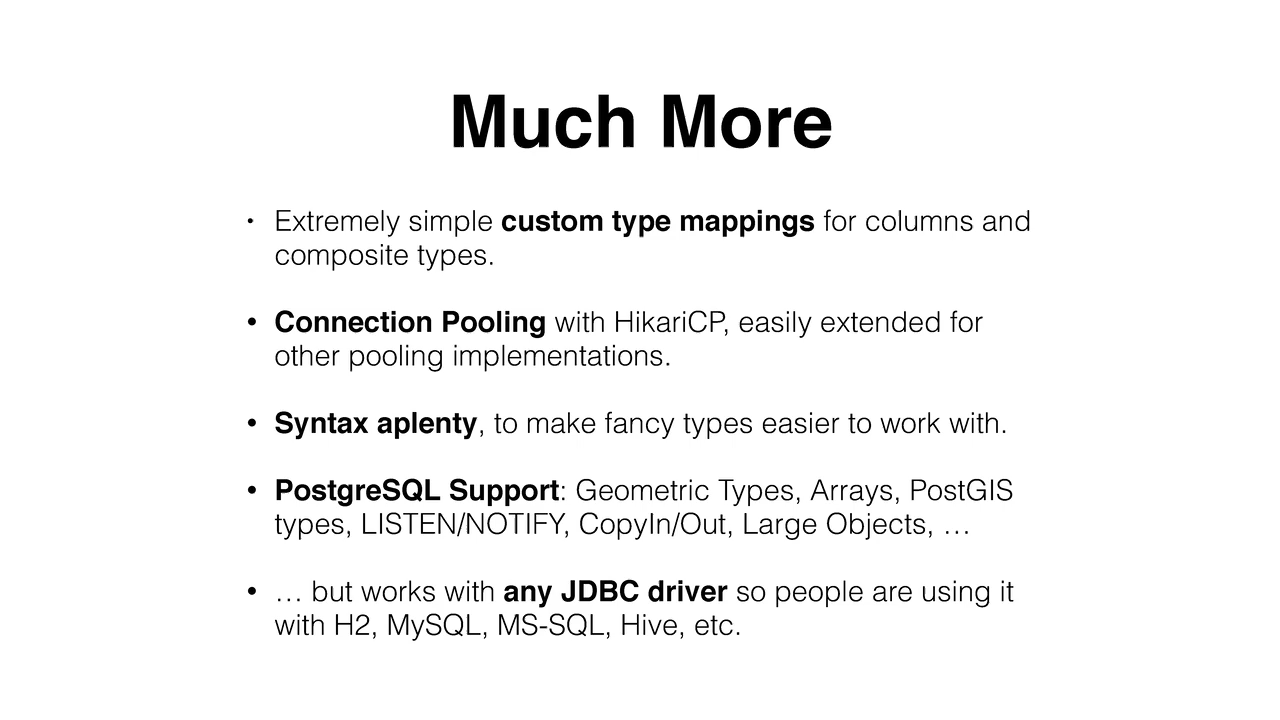 Much More
• Extremely simple custom type mappings for columns and
composite types.
• Connection Pooling with HikariCP, easily extended for
other pooling implementations.
• Syntax aplenty, to make fancy types easier to work with.
• PostgreSQL Support: Geometric Types, Arrays, PostGIS
types, LISTEN/NOTIFY, CopyIn/Out, Large Objects, …
• … but works with any JDBC driver so people are using it
with H2, MySQL, MS-SQL, Hive, etc.